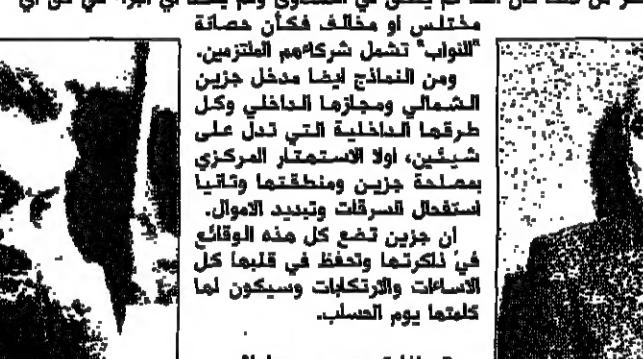 مختلس او مخالف فكأن حصانة
"النواب" تشمل شركاءهم الملتزمين.
ومن النماذج ايضا مدخل جزين
الشمالي ومجازها الداخلي وكل
طرقها الداخلية التي تدل على
شيئين، اولا الاستهتار المركزي
بمصلحة جزين ومنطقتها وثانيا
استفحال السرقات وتبديد الاموال.
ان جزين تضع كل هذه الوقائع
في ذاكرتها وتحفظ في قلبها كل
الاساءات والارتكابات وسيكون لها
كلمتها يوم الحساب.